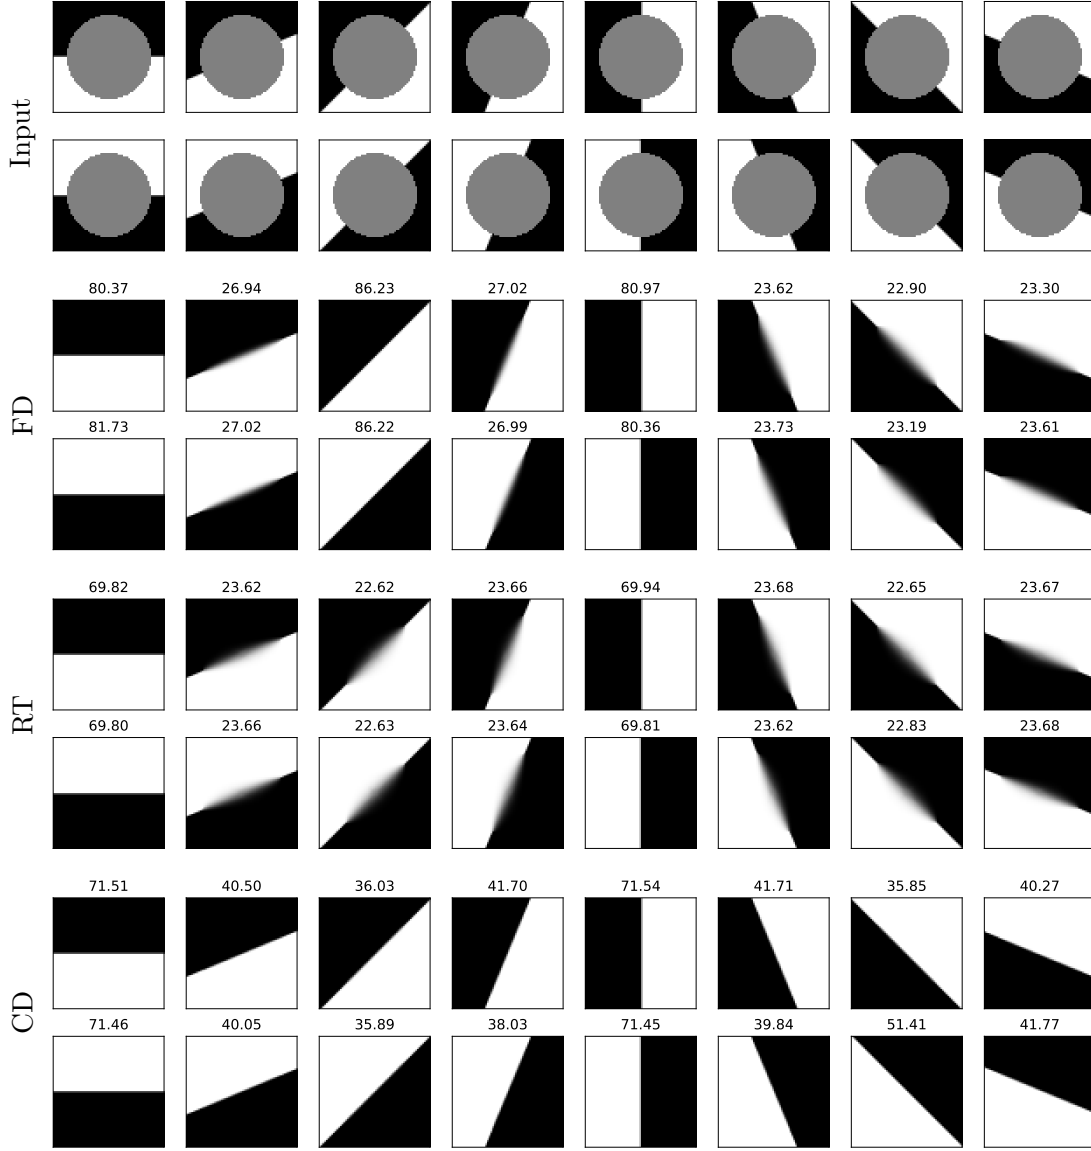 Input
FD
80.37 26.94 86.23 27.02 80.97 23.62 22.90 23.30
81.73 27.02 86.22 26.99 80.36 23.73 23.19 23.61
RT
69.82 23.62 22.62 23.66 69.94 23.68 22.65 23.67
69.80 23.66 22.63 23.64 69.81 23.62 22.83 23.68
CD
71.51 40.50 36.03 41.70 71.54 41.71 35.85 40.27
71.46 40.05 35.89 38.03 71.45 39.84 51.41 41.77